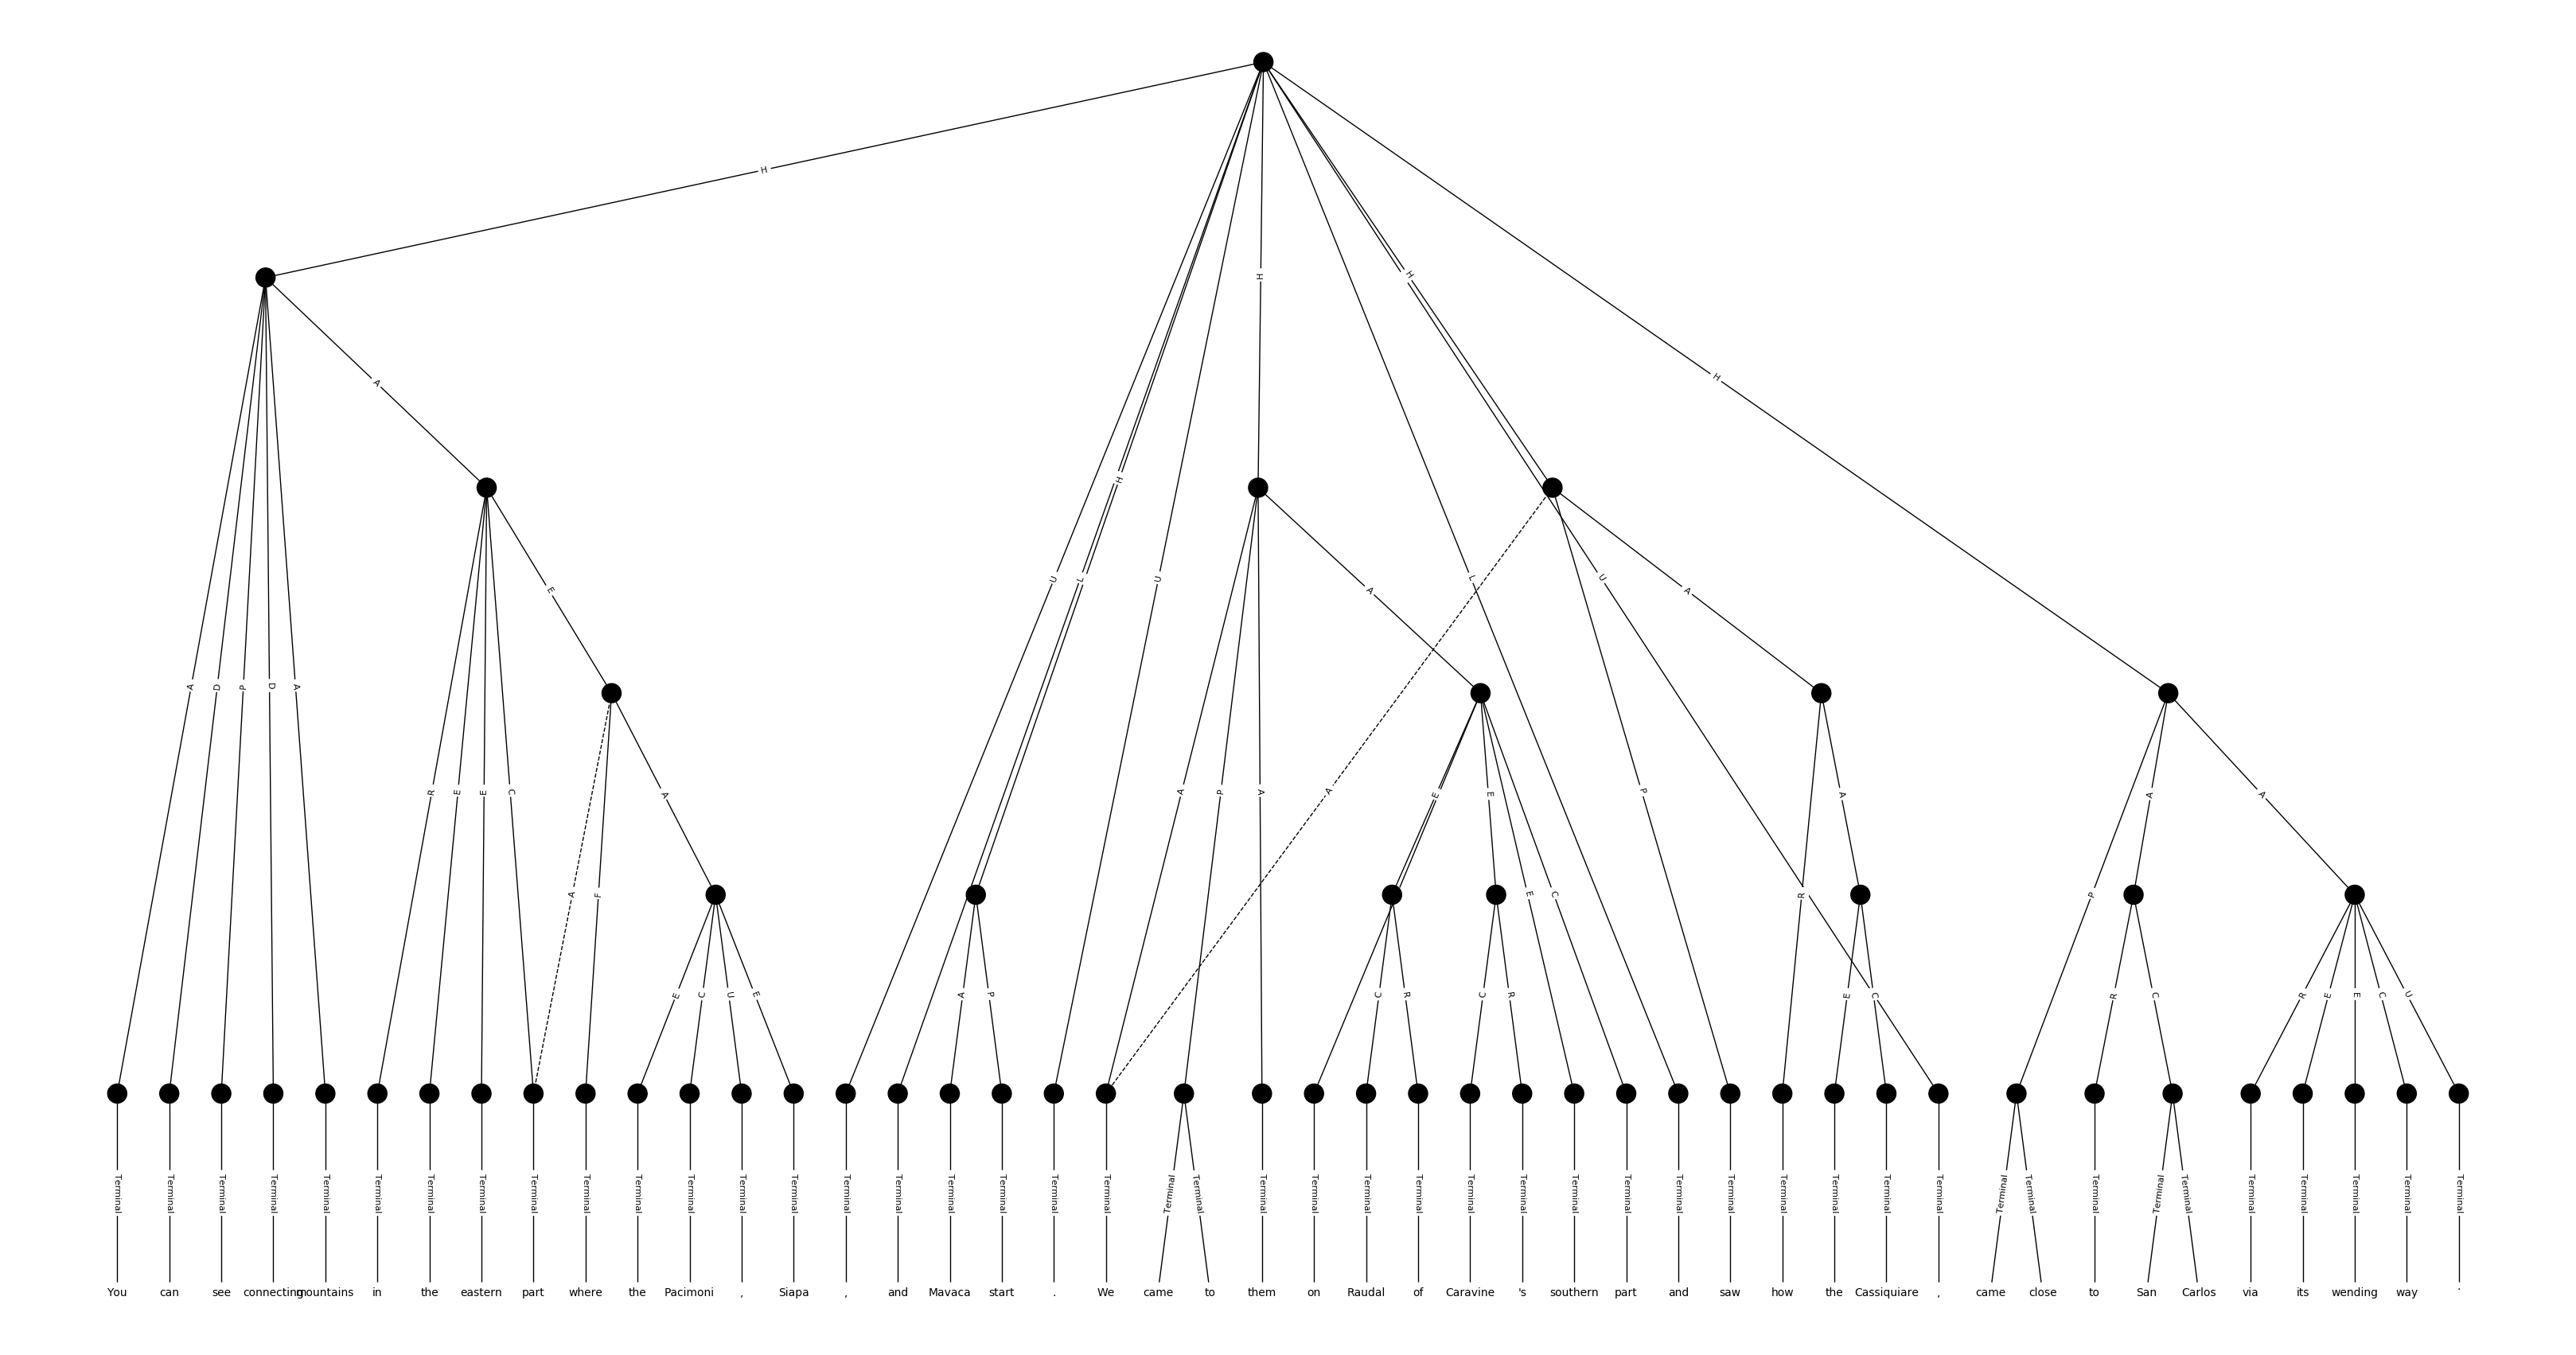 H
H H
A
H
H
L U U L U A E A
A D P D A
R E E C A A P A A E E P A
A F E C R P A
E C U E A P C R C R E C R C R E E C U
Terminal Terminal Terminal Terminal Terminal Terminal Terminal Terminal Terminal Terminal Terminal Terminal Terminal Terminal Terminal Terminal Terminal Terminal Terminal Terminal Terminal Terminal Terminal Terminal Terminal Terminal Terminal Terminal Terminal Terminal Terminal Terminal Terminal Terminal Terminal Terminal Terminal Terminal Terminal Terminal Terminal Terminal Terminal Terminal Terminal
You can see connecting mountains in the eastern part where the Pacimoni , Siapa , and Mavaca start . We came to them on Raudal of Caravine 's southern part and saw how the Cassiquiare , came close to San Carlos via its wending way .